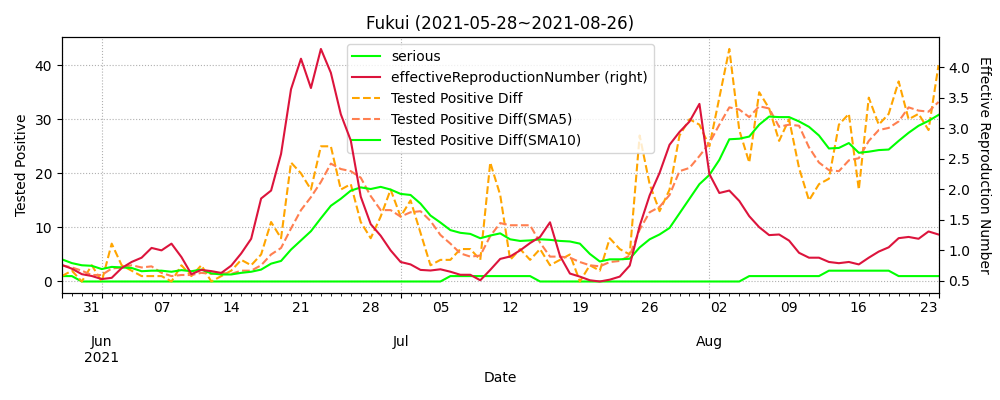 Fukui (2021-05-28~2021-08-26)
serious
effectiveReproductionNumber (right)
Tested Positive Diff
Tested Positive Diff(SMA5)
Tested Positive Diff(SMA10)
Tested Positive
40
30
20
10
0
Effective Reproduction Number
4.0
3.5
3.0
2.5
2.0
1.5
1.0
0.5
31 07 14 21 28 05 12 19 26 02 09 16 23
Jun Jul Aug
2021
Date